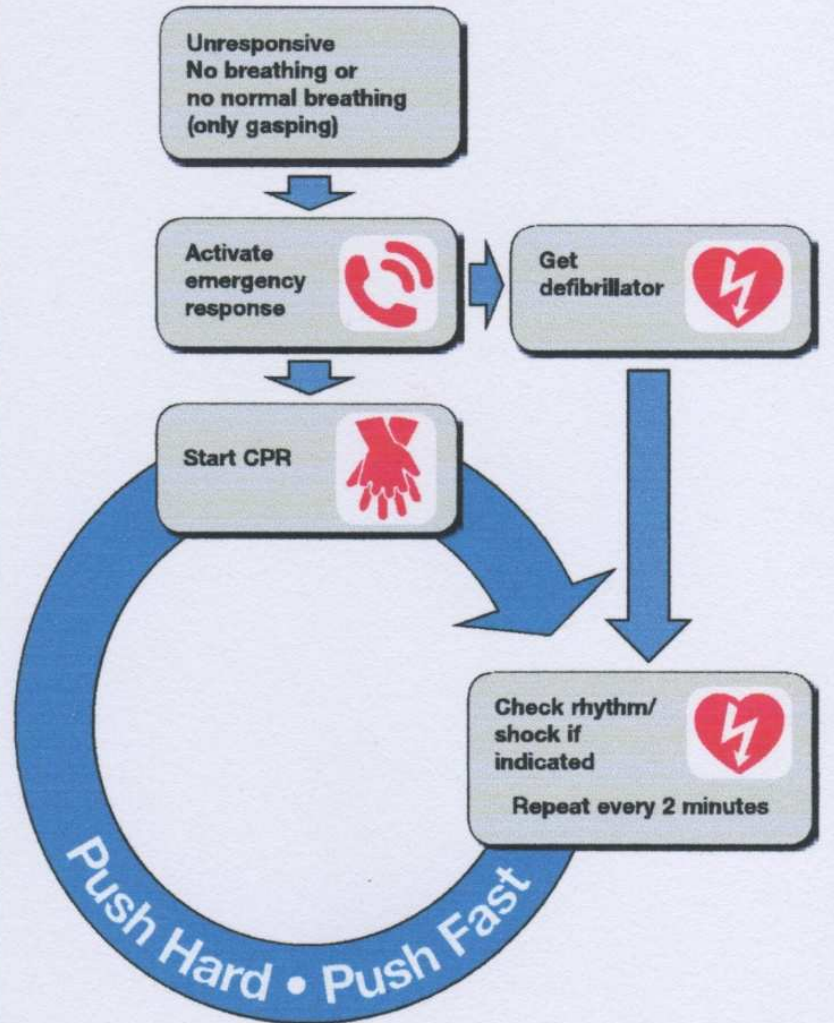 Unresponsive
No breathing or
no normal breathing
(only gasping)
Activate
emergency
response
Get
defibrillator
Start CPR
Check rhythm/
shock if
indicated
Repeat every 2 minutes
Push Hard • Push Fast